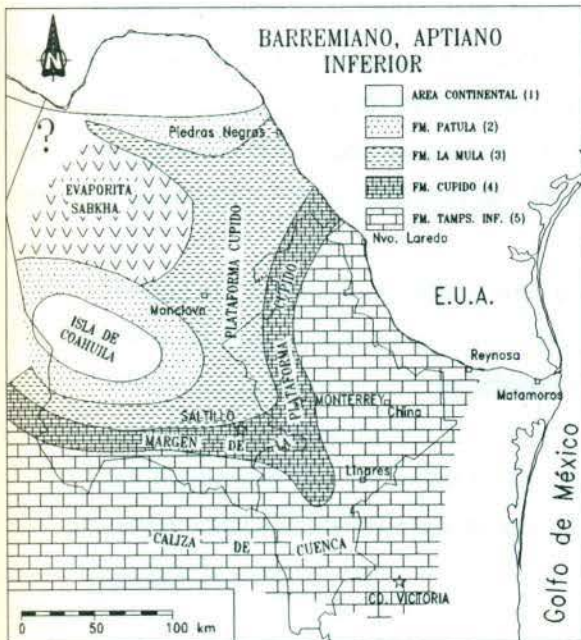 N
BARREMIANO, APTIANO
INFERIOR
AREA CONTINENTAL (1)
FM. PATULA (2)
FM. LA MULA (3)
FM. CUPIDO (4)
FM. TAMPS. INF. (5)
?
Piedras Negras
EVAPORITA
SABKHA
Nvo. Laredo
PLATAFORMA CUPIDO
E.U.A.
Monclova
ISLA DE
COAHUILA
Reynosa
Matamoros
MONTERREY
China
SALTILLO
MARGEN DE PLATAFORMA CUPIDO
Linares
CALIZA DE CUENCA
CD. VICTORIA
Golfo de México
0 50 100 km